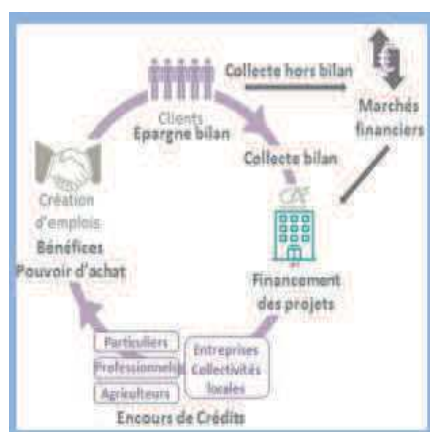 Collecte hors bilan
€
Marchés
financiers
Clients
Épargne bilan
Collecte bilan
CA
Création
d'emplois
Bénéfices
Pouvoir d'achat
Financement
des projets
Particuliers
Professionnels
Agriculteurs
Entreprises
Collectivités
locales
Encours de Crédits